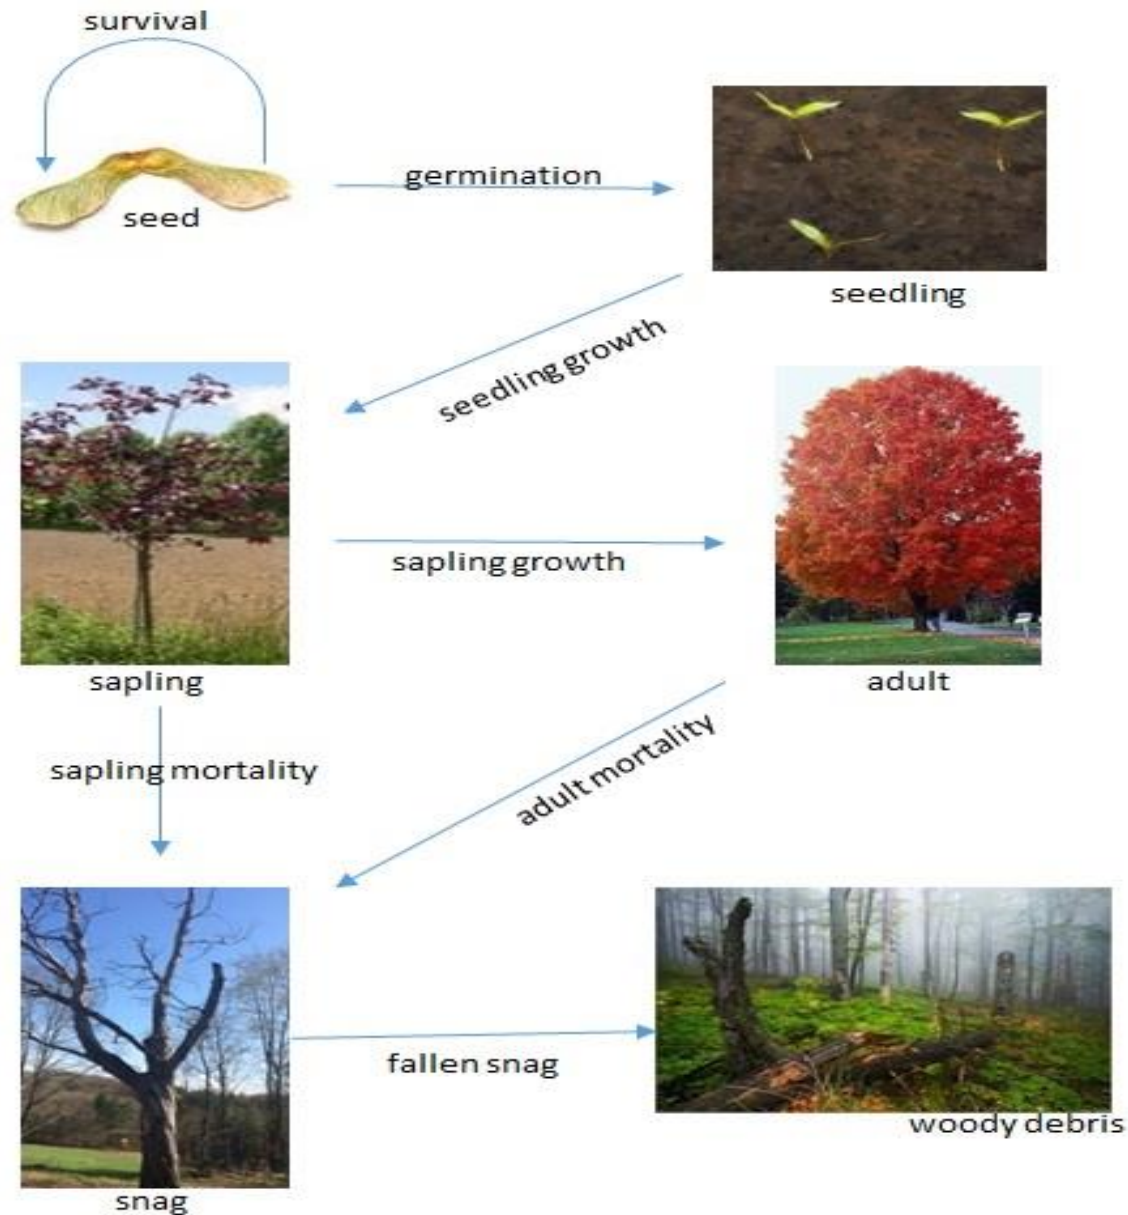 survival
germination
seed
seedling
seedling growth
sapling growth
sapling
adult
sapling mortality
adult mortality
fallen snag
woody debris
snag